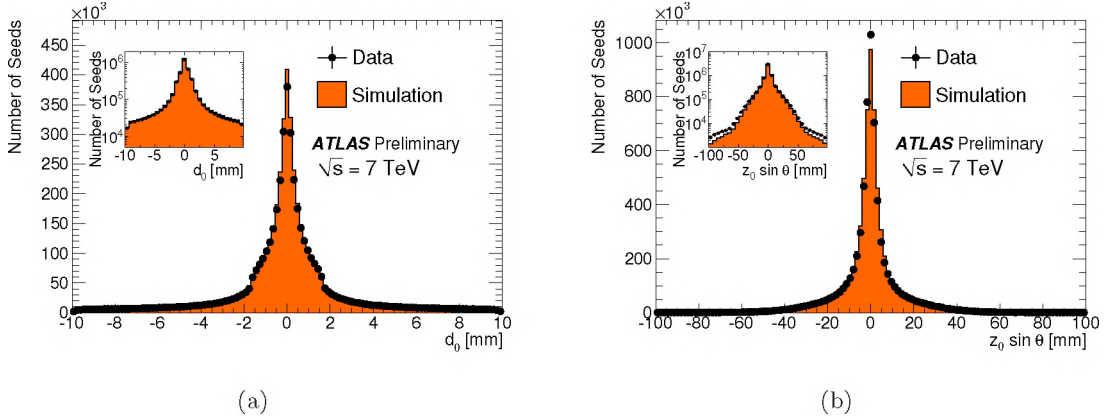 ×10³
Number of Seeds
450
400
350
300
250
200
150
100
50
0
-10 -8 -6 -4 -2 0 2 4 6 8 10
d₀ [mm]
Number of Seeds
10⁶
10⁵
10⁴
-10 -5 0 5
d₀ [mm]
Data
Simulation
ATLAS Preliminary
√s = 7 TeV
(a)
×10³
Number of Seeds
1000
800
600
400
200
0
-100 -80 -60 -40 -20 0 20 40 60 80 100
z₀ sin θ [mm]
Number of Seeds
10⁷
10⁶
10⁵
10⁴
-100 -50 0 50
z₀ sin θ [mm]
Data
Simulation
ATLAS Preliminary
√s = 7 TeV
(b)